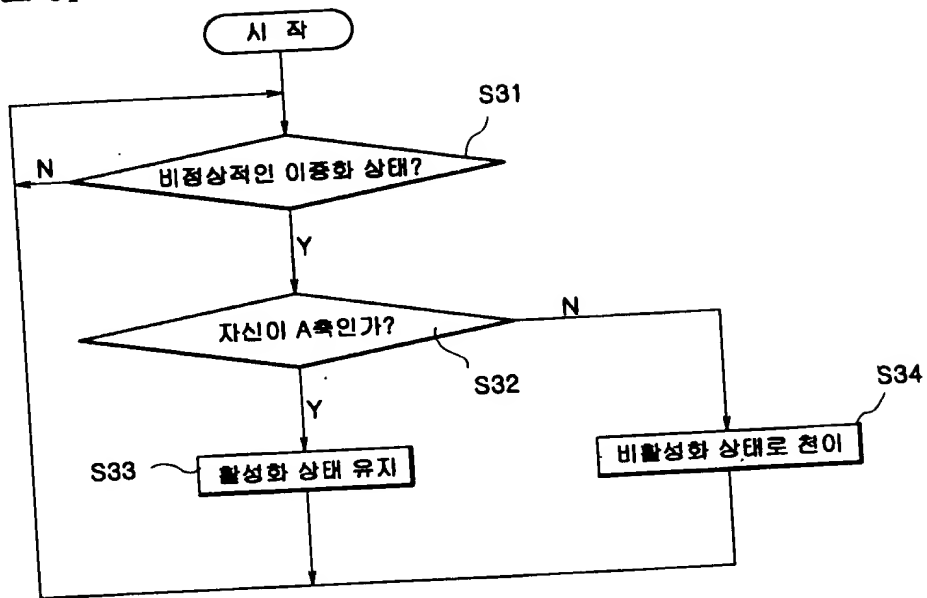 시 작
S31
비정상적인 이중화 상태?
N
Y
자신이 A측인가?
N
S32
Y
S34
S33
활성화 상태 유지
비활성화 상태로 천이